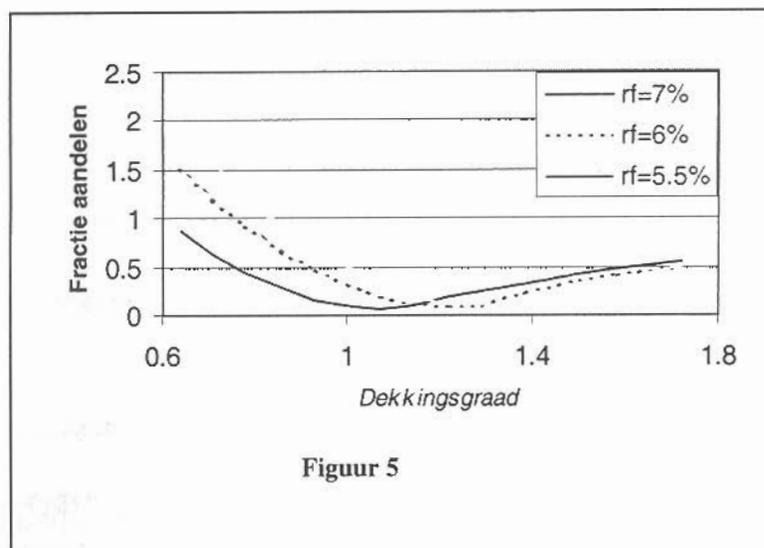 2.5
2
1.5
1
0.5
0
Fractie aandelen
0.6 1 1.4 1.8
Dekkingsgraad
rf=7%
rf=6%
rf=5.5%
Figuur 5